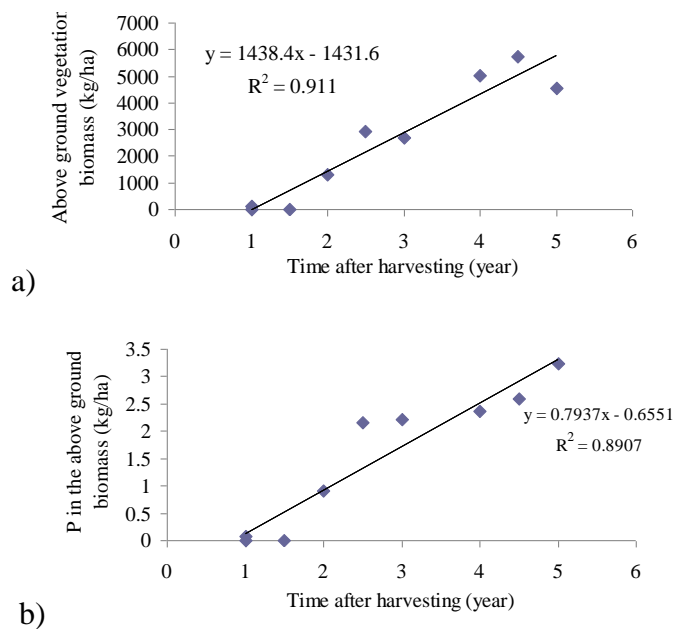 Above ground vegetation
biomass (kg/ha)
7000
6000
5000
4000
3000
2000
1000
0
y = 1438.4x - 1431.6
R² = 0.911
0 1 2 3 4 5 6
Time after harvesting (year)
a)
P in the above ground
biomass (kg/ha)
3.5
3
2.5
2
1.5
1
0.5
0
y = 0.7937x - 0.6551
R² = 0.8907
0 1 2 3 4 5 6
Time after harvesting (year)
b)